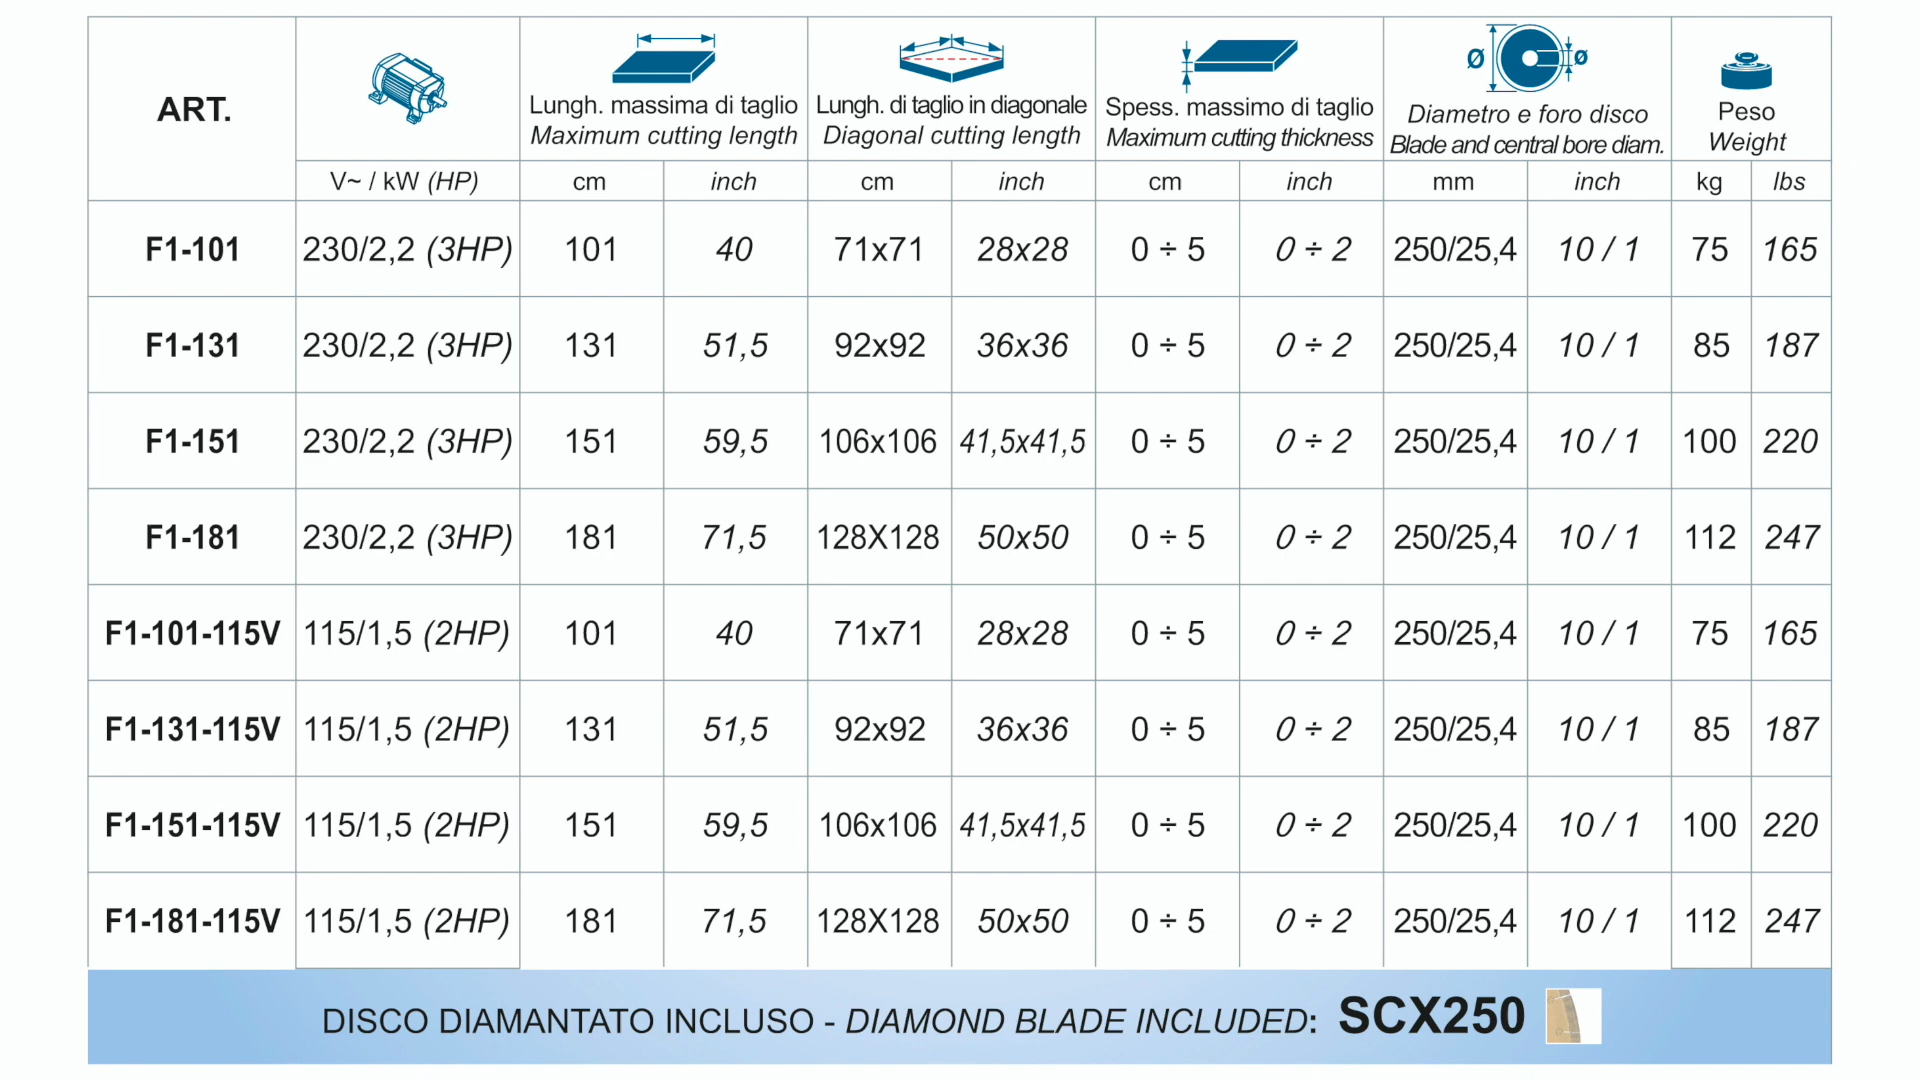 ART.
Lungh. massima di taglio
Maximum cutting length
Lungh. di taglio in diagonale
Diagonal cutting length
Spess. massimo di taglio
Maximum cutting thickness
Ø Ø
Diametro e foro disco
Blade and central bore diam.
Peso
Weight
V~ / kW (HP) cm inch cm inch cm inch mm inch kg lbs
F1-101 230/2,2 (3HP) 101 40 71x71 28x28 0 ÷ 5 0 ÷ 2 250/25,4 10 / 1 75 165
F1-131 230/2,2 (3HP) 131 51,5 92x92 36x36 0 ÷ 5 0 ÷ 2 250/25,4 10 / 1 85 187
F1-151 230/2,2 (3HP) 151 59,5 106x106 41,5x41,5 0 ÷ 5 0 ÷ 2 250/25,4 10 / 1 100 220
F1-181 230/2,2 (3HP) 181 71,5 128X128 50x50 0 ÷ 5 0 ÷ 2 250/25,4 10 / 1 112 247
F1-101-115V 115/1,5 (2HP) 101 40 71x71 28x28 0 ÷ 5 0 ÷ 2 250/25,4 10 / 1 75 165
F1-131-115V 115/1,5 (2HP) 131 51,5 92x92 36x36 0 ÷ 5 0 ÷ 2 250/25,4 10 / 1 85 187
F1-151-115V 115/1,5 (2HP) 151 59,5 106x106 41,5x41,5 0 ÷ 5 0 ÷ 2 250/25,4 10 / 1 100 220
F1-181-115V 115/1,5 (2HP) 181 71,5 128X128 50x50 0 ÷ 5 0 ÷ 2 250/25,4 10 / 1 112 247
DISCO DIAMANTATO INCLUSO - DIAMOND BLADE INCLUDED: SCX250